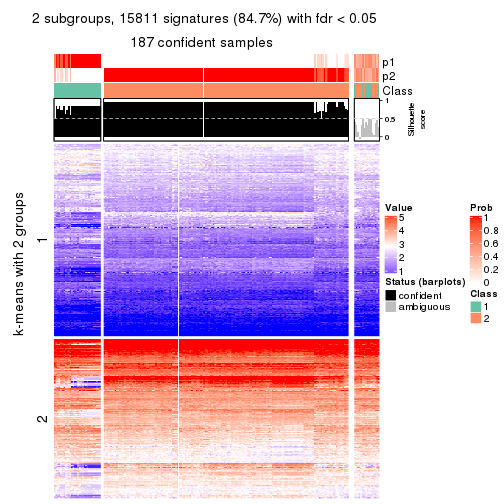 2 subgroups, 15811 signatures (84.7%) with fdr < 0.05
187 confident samples
p1
p2
Class
1
0.5
0
Silhouette
score
k-means with 2 groups
1
2
Value
5
4
3
2
1
Status (barplots)
confident
ambiguous
Prob
1
0.8
0.6
0.4
0.2
0
Class
1
2